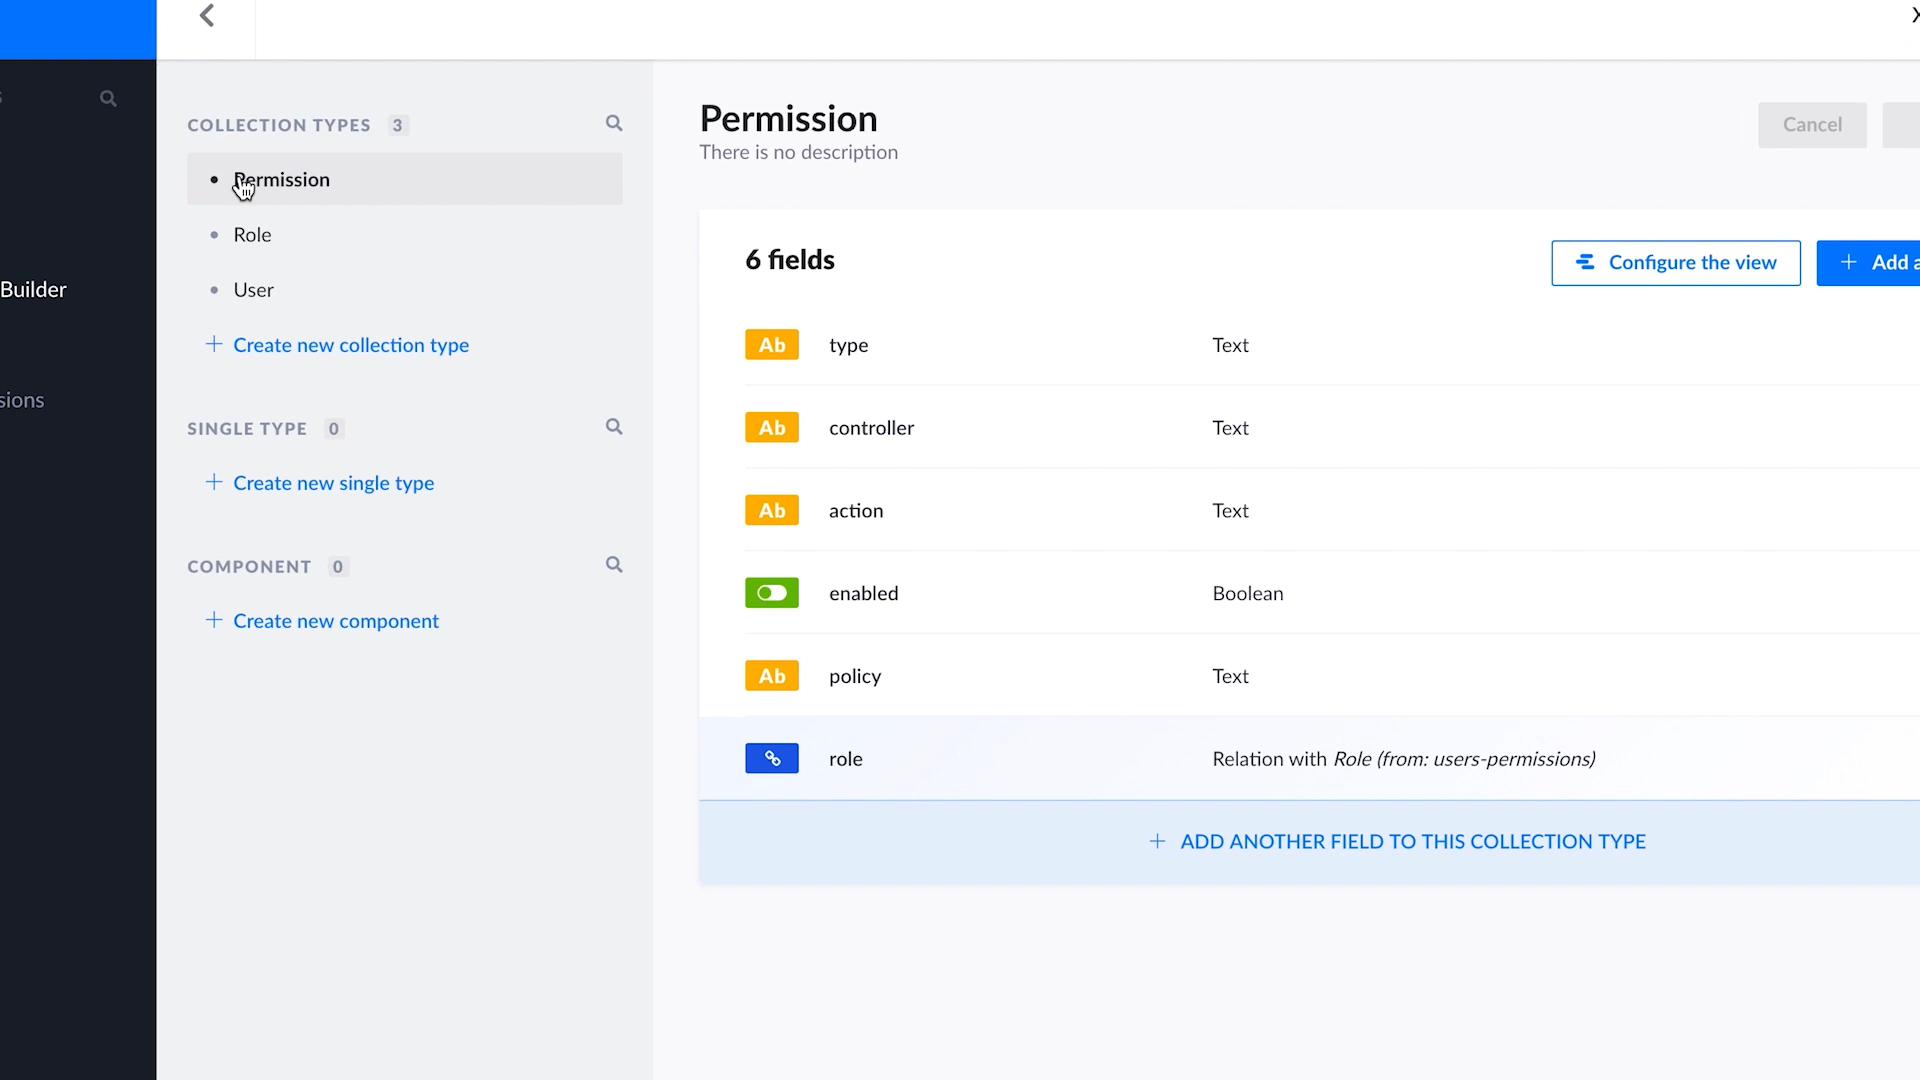 Builder
sions
COLLECTION TYPES 3
Permission
Role
User
+ Create new collection type
SINGLE TYPE 0
+ Create new single type
COMPONENT 0
+ Create new component
Permission
There is no description
Cancel
6 fields
Configure the view
+ Add a
Ab type Text
Ab controller Text
Ab action Text
enabled Boolean
Ab policy Text
role Relation with Role (from: users-permissions)
+ ADD ANOTHER FIELD TO THIS COLLECTION TYPE